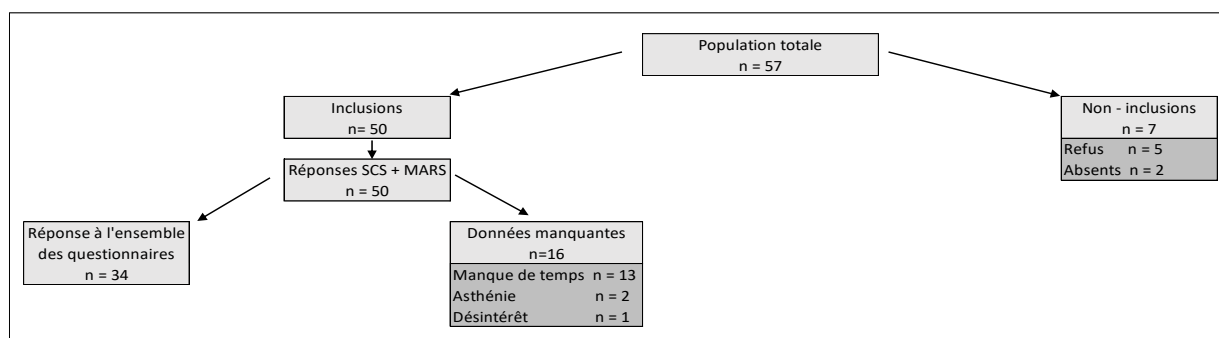 Population totale
n = 57
Inclusions
n= 50
Non - inclusions
n = 7
Refus n = 5
Absents n = 2
Réponses SCS + MARS
n = 50
Réponse à l'ensemble
des questionnaires
n = 34
Données manquantes
n=16
Manque de temps n = 13
Asthénie n = 2
Désintérêt n = 1